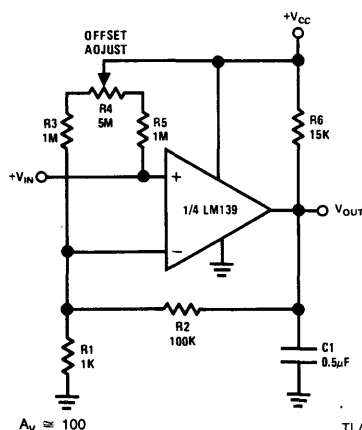 +VCC
OFFSET
ADJUST
R4
5M
R3
1M
R5
1M
R6
15K
+VIN
+
1/4 LM139
−
VOUT
R2
100K
R1
1K
C1
0.5µF
AV ≅ 100
TL/